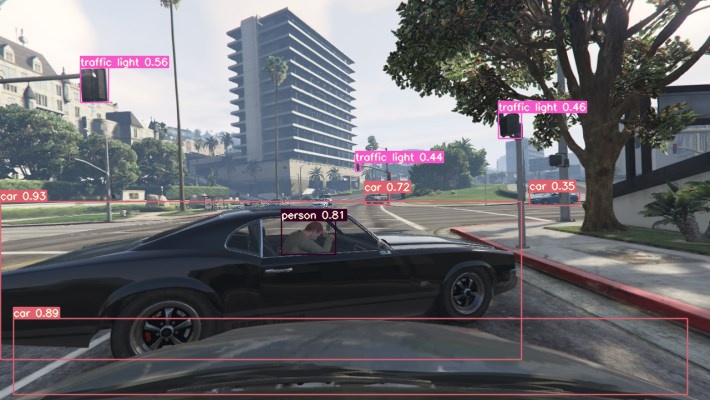 traffic light 0.56
traffic light 0.46
traffic light 0.44
car 0.72
car 0.35
car 0.93
person 0.81
car 0.89